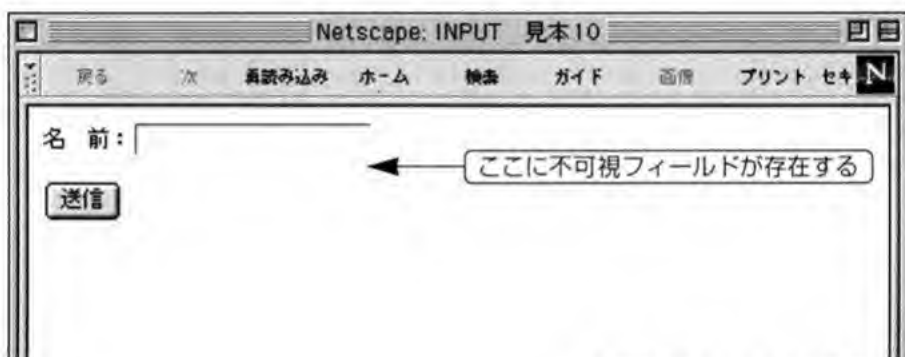 Netscape: INPUT 見本10
戻る 次 再読み込み ホーム 検索 ガイド 画像 プリント セキ N
名 前：
ここに不可視フィールドが存在する
送信